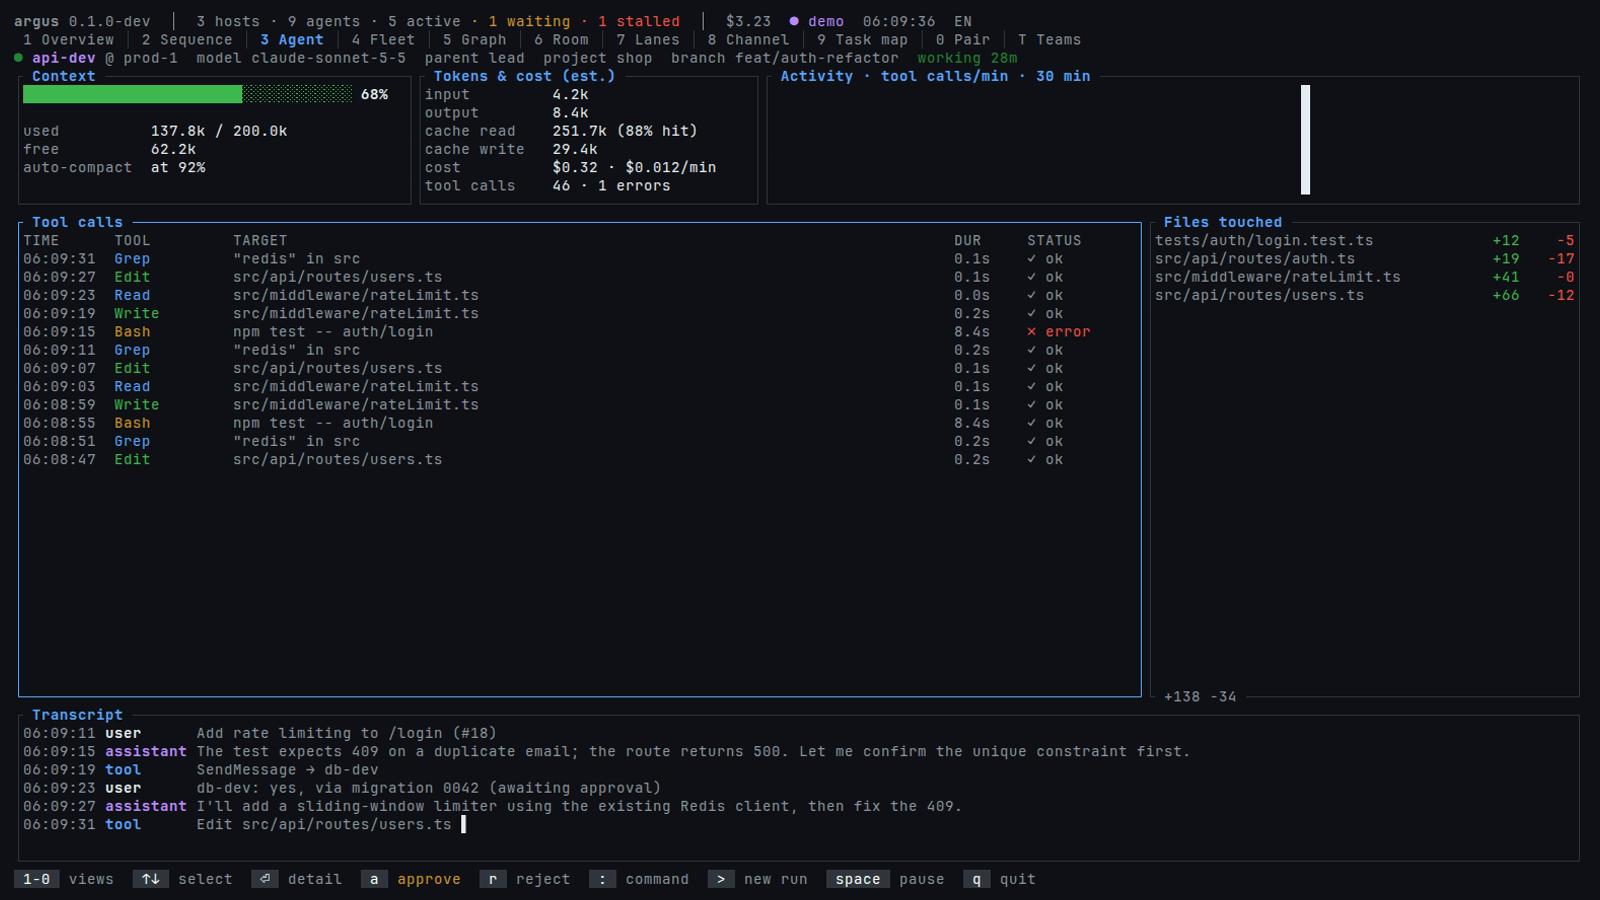 argus 0.1.0-dev │ 3 hosts · 9 agents · 5 active · 1 waiting · 1 stalled │ $3.23 ● demo 06:09:36 EN
1 Overview │ 2 Sequence │ 3 Agent │ 4 Fleet │ 5 Graph │ 6 Room │ 7 Lanes │ 8 Channel │ 9 Task map │ 0 Pair │ T Teams
● api-dev @ prod-1 model claude-sonnet-5-5 parent lead project shop branch feat/auth-refactor working 28m
Context
68%
used 137.8k / 200.0k
free 62.2k
auto-compact at 92%
Tokens & cost (est.)
input 4.2k
output 8.4k
cache read 251.7k (88% hit)
cache write 29.4k
cost $0.32 · $0.012/min
tool calls 46 · 1 errors
Activity · tool calls/min · 30 min
Tool calls
TIME TOOL TARGET DUR STATUS
06:09:31 Grep "redis" in src 0.1s ✓ ok
06:09:27 Edit src/api/routes/users.ts 0.1s ✓ ok
06:09:23 Read src/middleware/rateLimit.ts 0.0s ✓ ok
06:09:19 Write src/middleware/rateLimit.ts 0.2s ✓ ok
06:09:15 Bash npm test -- auth/login 8.4s ✕ error
06:09:11 Grep "redis" in src 0.2s ✓ ok
06:09:07 Edit src/api/routes/users.ts 0.1s ✓ ok
06:09:03 Read src/middleware/rateLimit.ts 0.1s ✓ ok
06:08:59 Write src/middleware/rateLimit.ts 0.1s ✓ ok
06:08:55 Bash npm test -- auth/login 8.4s ✓ ok
06:08:51 Grep "redis" in src 0.2s ✓ ok
06:08:47 Edit src/api/routes/users.ts 0.2s ✓ ok
Files touched
tests/auth/login.test.ts +12 -5
src/api/routes/auth.ts +19 -17
src/middleware/rateLimit.ts +41 -0
src/api/routes/users.ts +66 -12
+138 -34
Transcript
06:09:11 user Add rate limiting to /login (#18)
06:09:15 assistant The test expects 409 on a duplicate email; the route returns 500. Let me confirm the unique constraint first.
06:09:19 tool SendMessage → db-dev
06:09:23 user db-dev: yes, via migration 0042 (awaiting approval)
06:09:27 assistant I'll add a sliding-window limiter using the existing Redis client, then fix the 409.
06:09:31 tool Edit src/api/routes/users.ts
1-0 views ↑↓ select ⏎ detail a approve r reject : command > new run space pause q quit